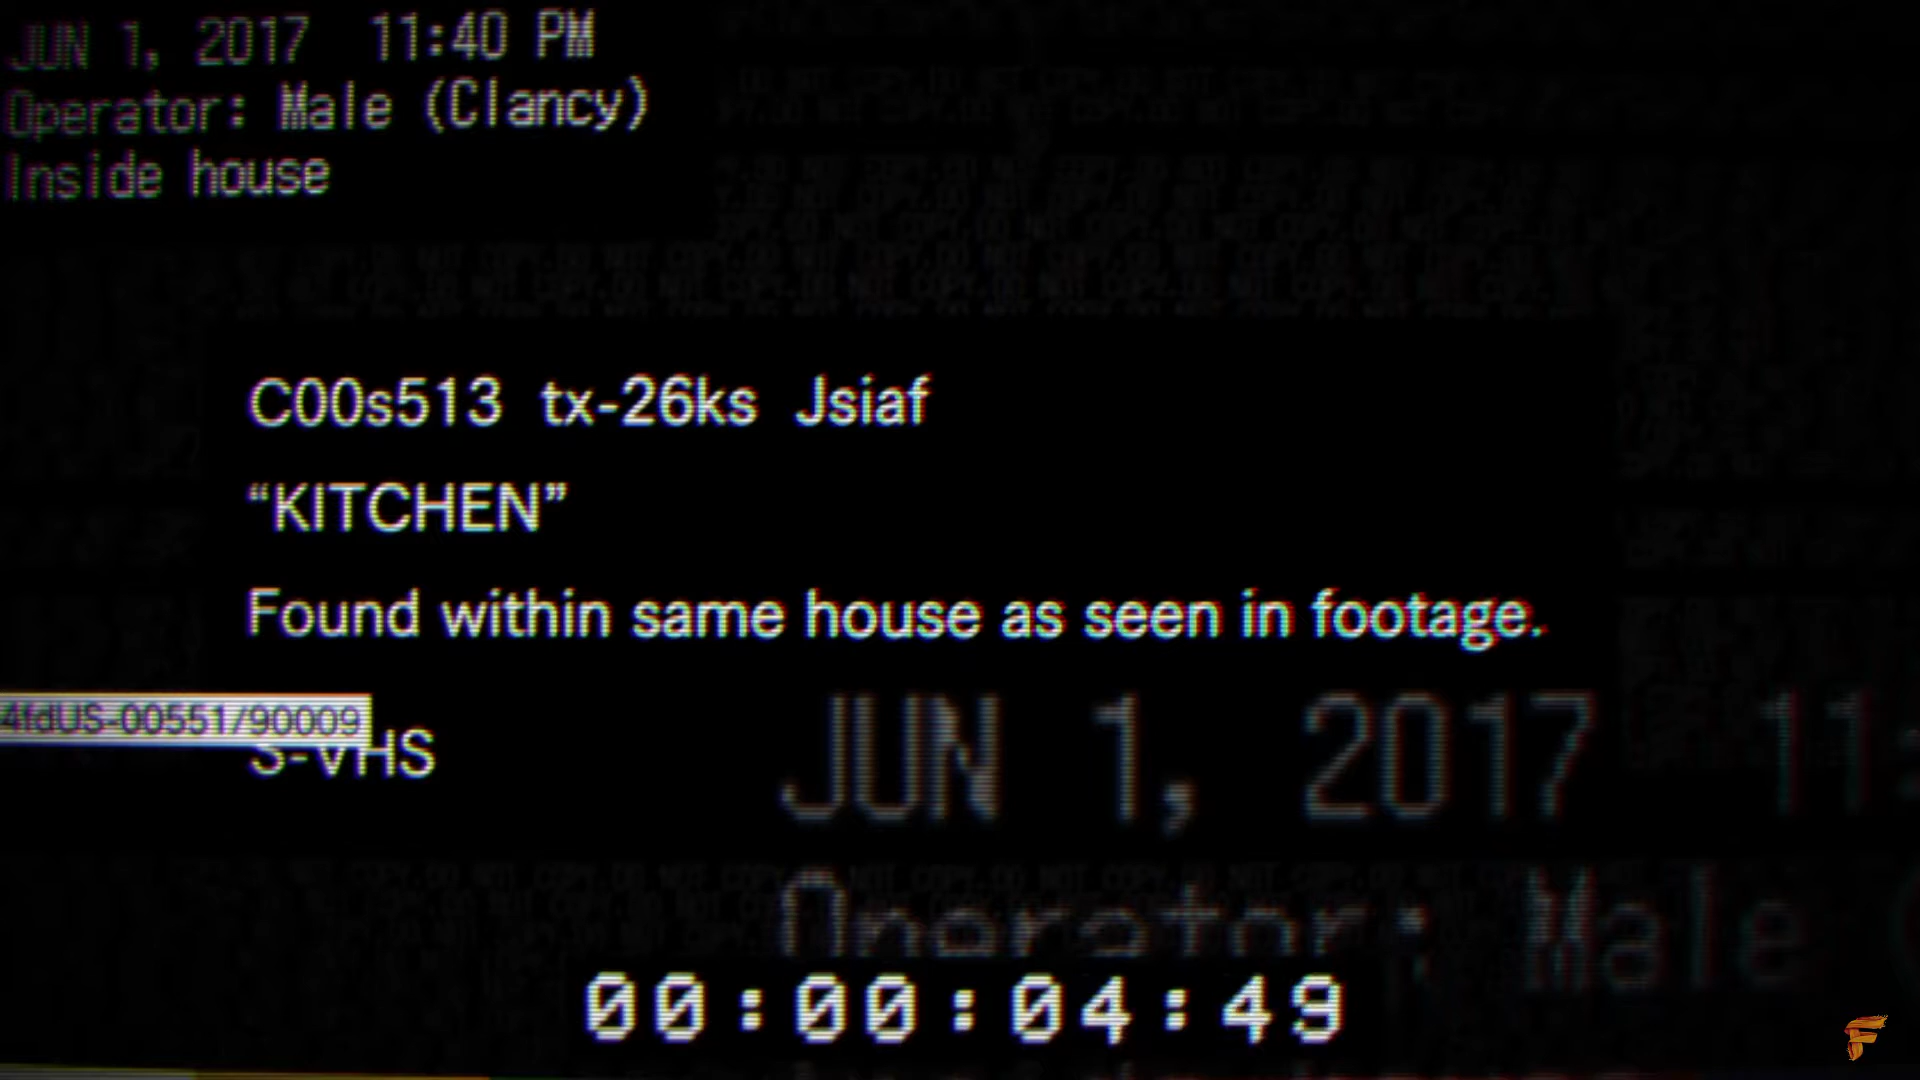 JUN 1, 2017 11:40 PM
Operator: Male (Clancy)
Inside house
C00s513 tx-26ks Jsiaf
“KITCHEN”
Found within same house as seen in footage.
4fdUS-00551/90009
S-VHS
JUN 1, 2017 11:
Operator: Male (
00:00:04:49
F